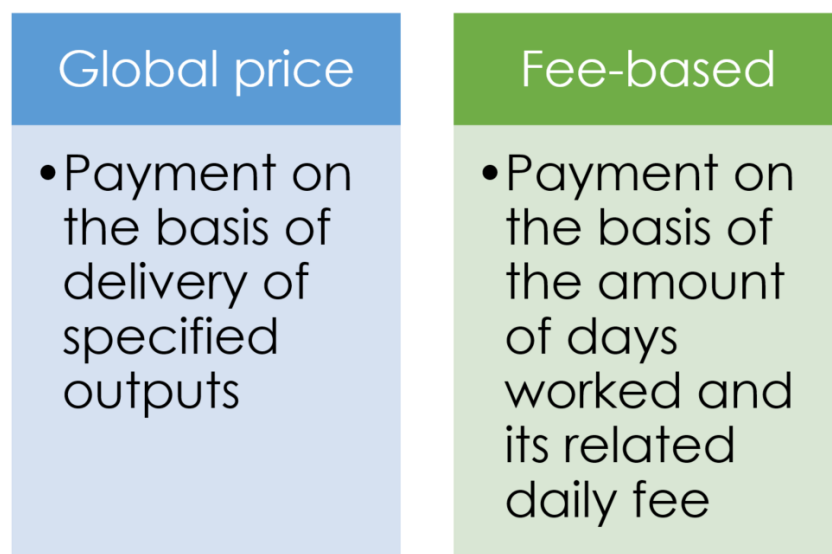 Global price
•Payment on
the basis of
delivery of
specified
outputs
Fee-based
•Payment on
the basis of
the amount
of days
worked and
its related
daily fee